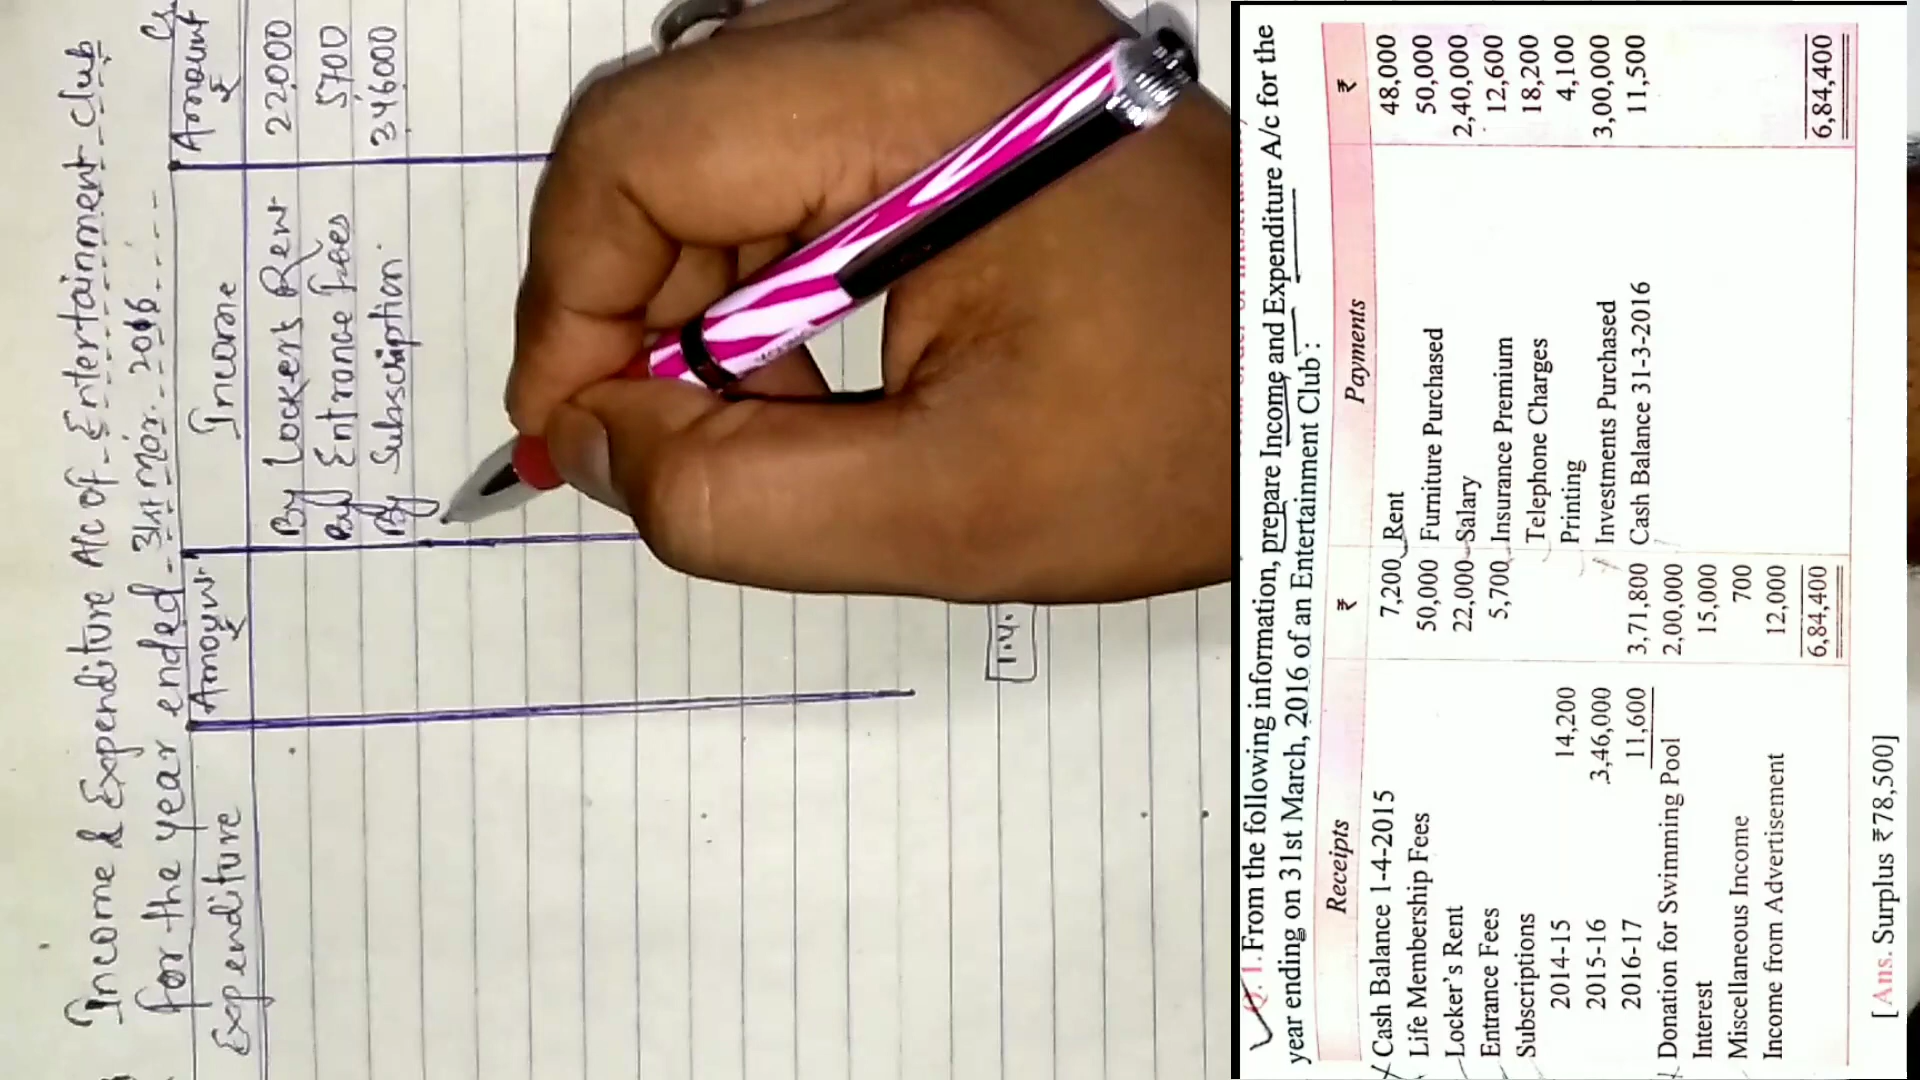 Income & Expenditure A/c of Entertainment Club
for the year ended 31st Mar. 2016
Cr.
Expenditure Amount ₹ Income Amount ₹
By Locker's Rent 22000
By Entrance fees 5700
By Subscription. 346000
T.Y.
Q. 1. From the following information, prepare Income and Expenditure A/c for the
year ending on 31st March, 2016 of an Entertainment Club :
Receipts ₹ Payments ₹
Cash Balance 1-4-2015 7,200 Rent 48,000
Life Membership Fees 50,000 Furniture Purchased 50,000
Locker's Rent 22,000 Salary 2,40,000
Entrance Fees 5,700 Insurance Premium 12,600
Subscriptions Telephone Charges 18,200
2014-15 14,200 Printing 4,100
2015-16 3,46,000 Investments Purchased 3,00,000
2016-17 11,600 3,71,800 Cash Balance 31-3-2016 11,500
Donation for Swimming Pool 2,00,000
Interest 15,000
Miscellaneous Income 700
Income from Advertisement 12,000
6,84,400 6,84,400
[Ans. Surplus ₹78,500]